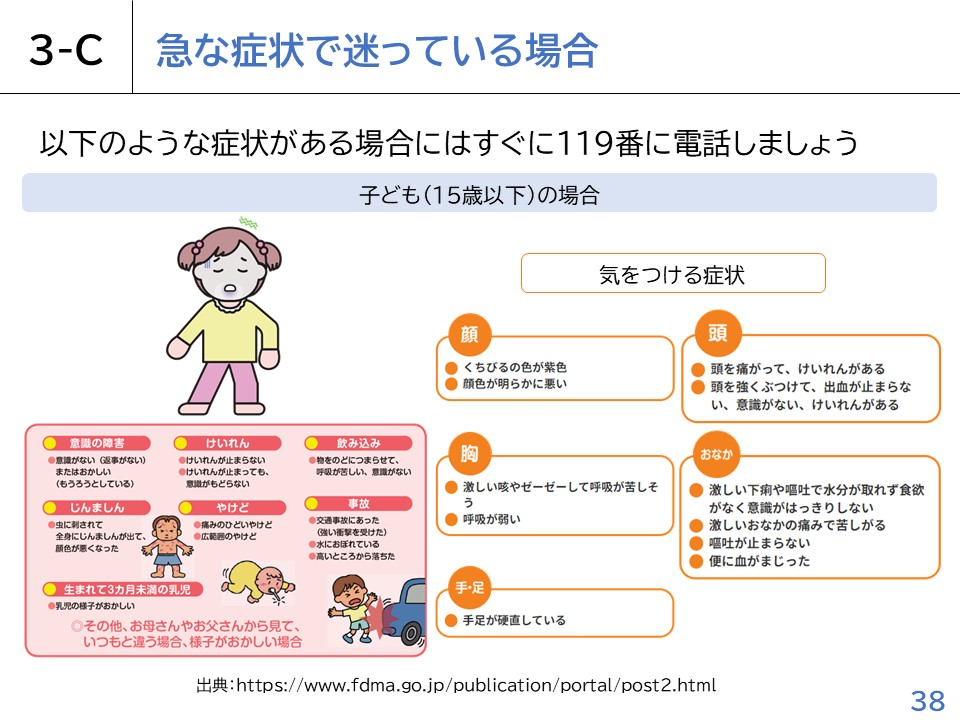 3-C
急な症状で迷っている場合
以下のような症状がある場合にはすぐに119番に電話しましょう
子ども（15歳以下）の場合
気をつける症状
顔
くちびるの色が紫色
顔色が明らかに悪い
頭
頭を痛がって、けいれんがある
頭を強くぶつけて、出血が止まらな
い、意識がない、けいれんがある
胸
激しい咳やゼーゼーして呼吸が苦しそ
う
呼吸が弱い
おなか
激しい下痢や嘔吐で水分が取れず食欲
がなく意識がはっきりしない
激しいおなかの痛みで苦しがる
嘔吐が止まらない
便に血がまじった
手・足
手足が硬直している
意識の障害
意識がない（返事がない）
またはおかしい
（もうろうとしている）
けいれん
けいれんが止まらない
けいれんが止まっても、
意識がもどらない
飲み込み
物をのどにつまらせて、
呼吸が苦しい、意識がない
じんましん
虫に刺されて
全身にじんましんが出て、
顔色が悪くなった
やけど
痛みのひどいやけど
広範囲のやけど
事故
交通事故にあった
（強い衝撃を受けた）
水におぼれている
高いところから落ちた
生まれて3カ月未満の乳児
乳児の様子がおかしい
◎その他、お母さんやお父さんから見て、
いつもと違う場合、様子がおかしい場合
出典：https://www.fdma.go.jp/publication/portal/post2.html
38